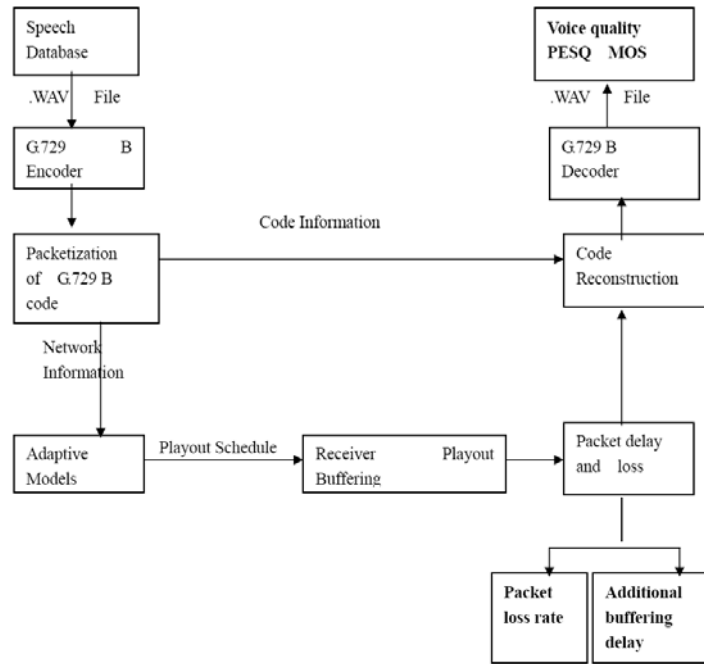 Speech
Database
Voice quality
PESQ MOS
.WAV File
.WAV File
G.729 B
Encoder
G.729 B
Decoder
Code Information
Packetization
of G.729 B
code
Code
Reconstruction
Network
Information
Adaptive
Models
Playout Schedule
Receiver Playout
Buffering
Packet delay
and loss
Packet
loss rate
Additional
buffering
delay